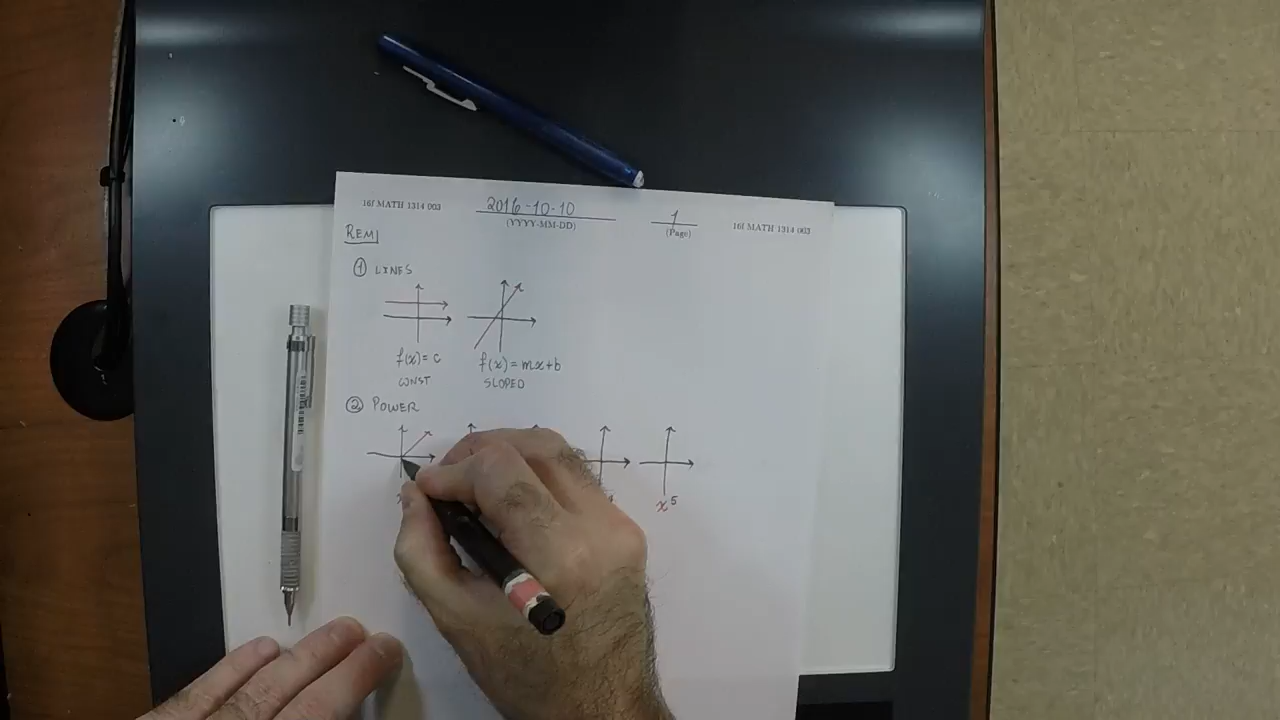 16f MATH 1314 003 2016-10-10 1 16f MATH 1314 003
(YYYY-MM-DD) (Page)
REM
① LINES
f(x) = c f(x) = mx+b
CONST SLOPED
② POWER
x⁵